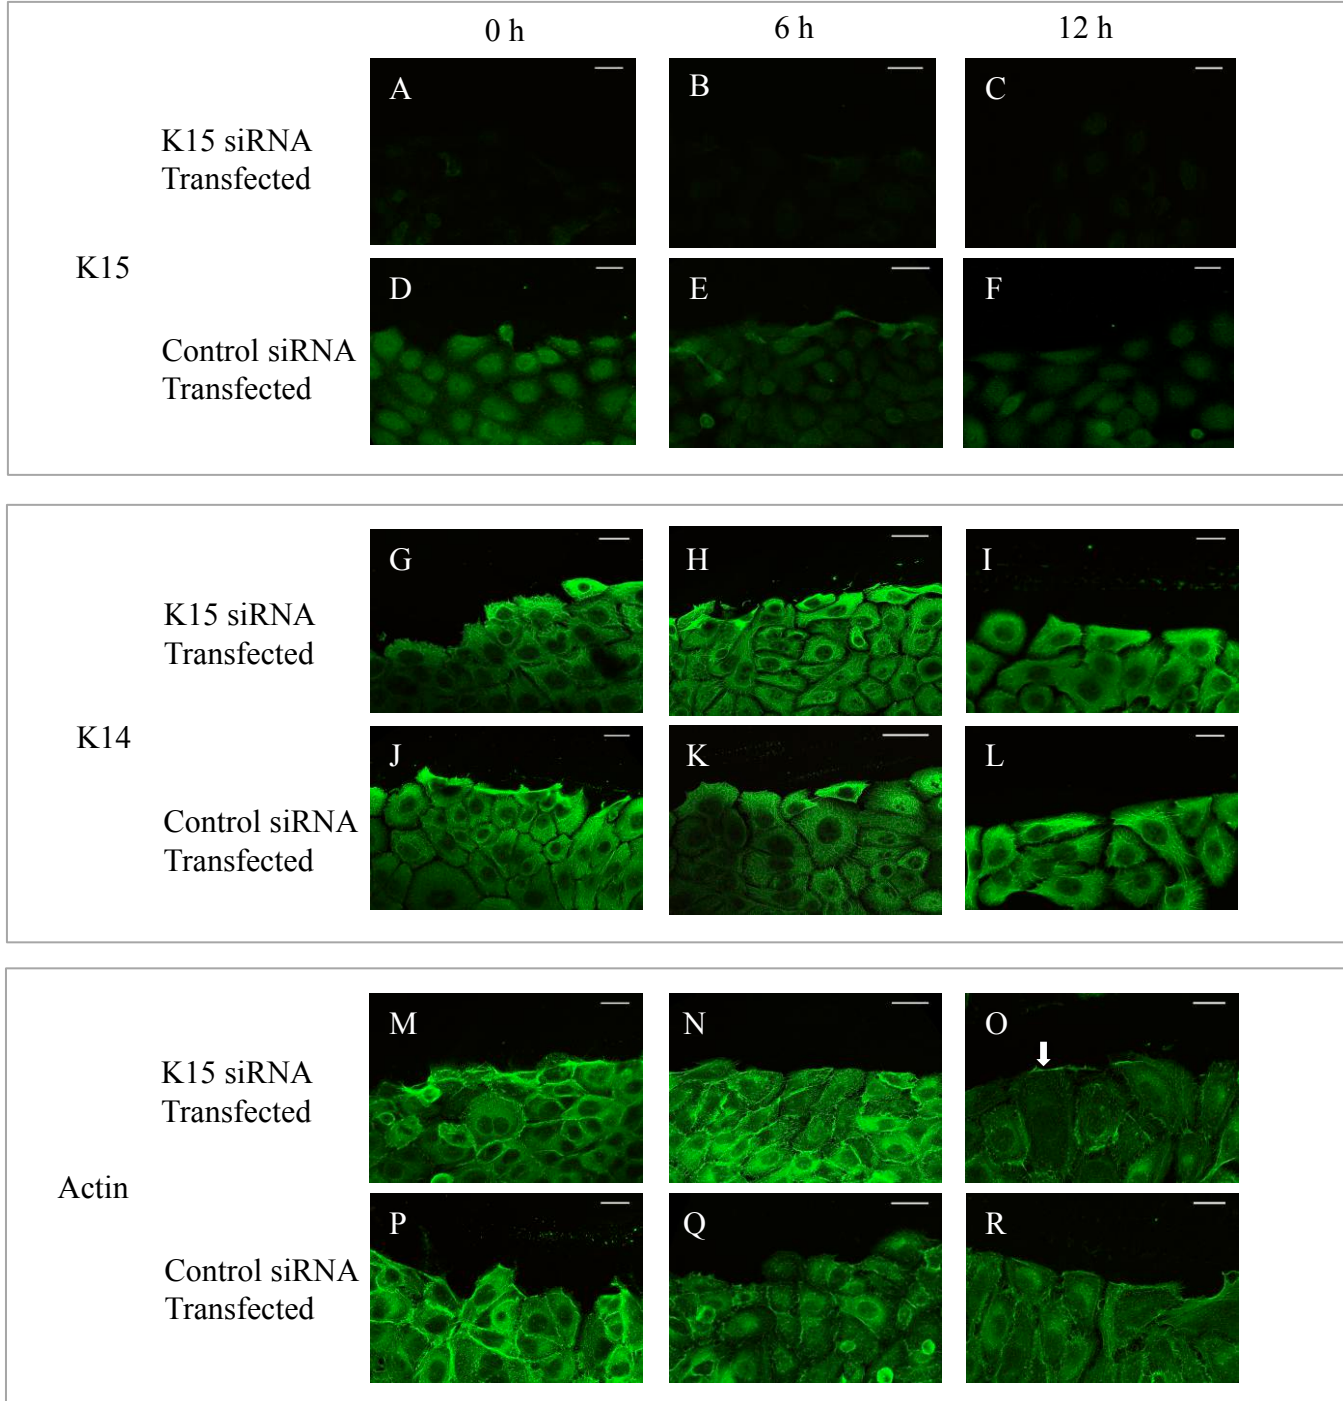 0 h 6 h 12 h
A B C
K15 siRNA
Transfected
K15
D E F
Control siRNA
Transfected
G H I
K15 siRNA
Transfected
K14
J K L
Control siRNA
Transfected
M N O
K15 siRNA
Transfected
Actin
P Q R
Control siRNA
Transfected